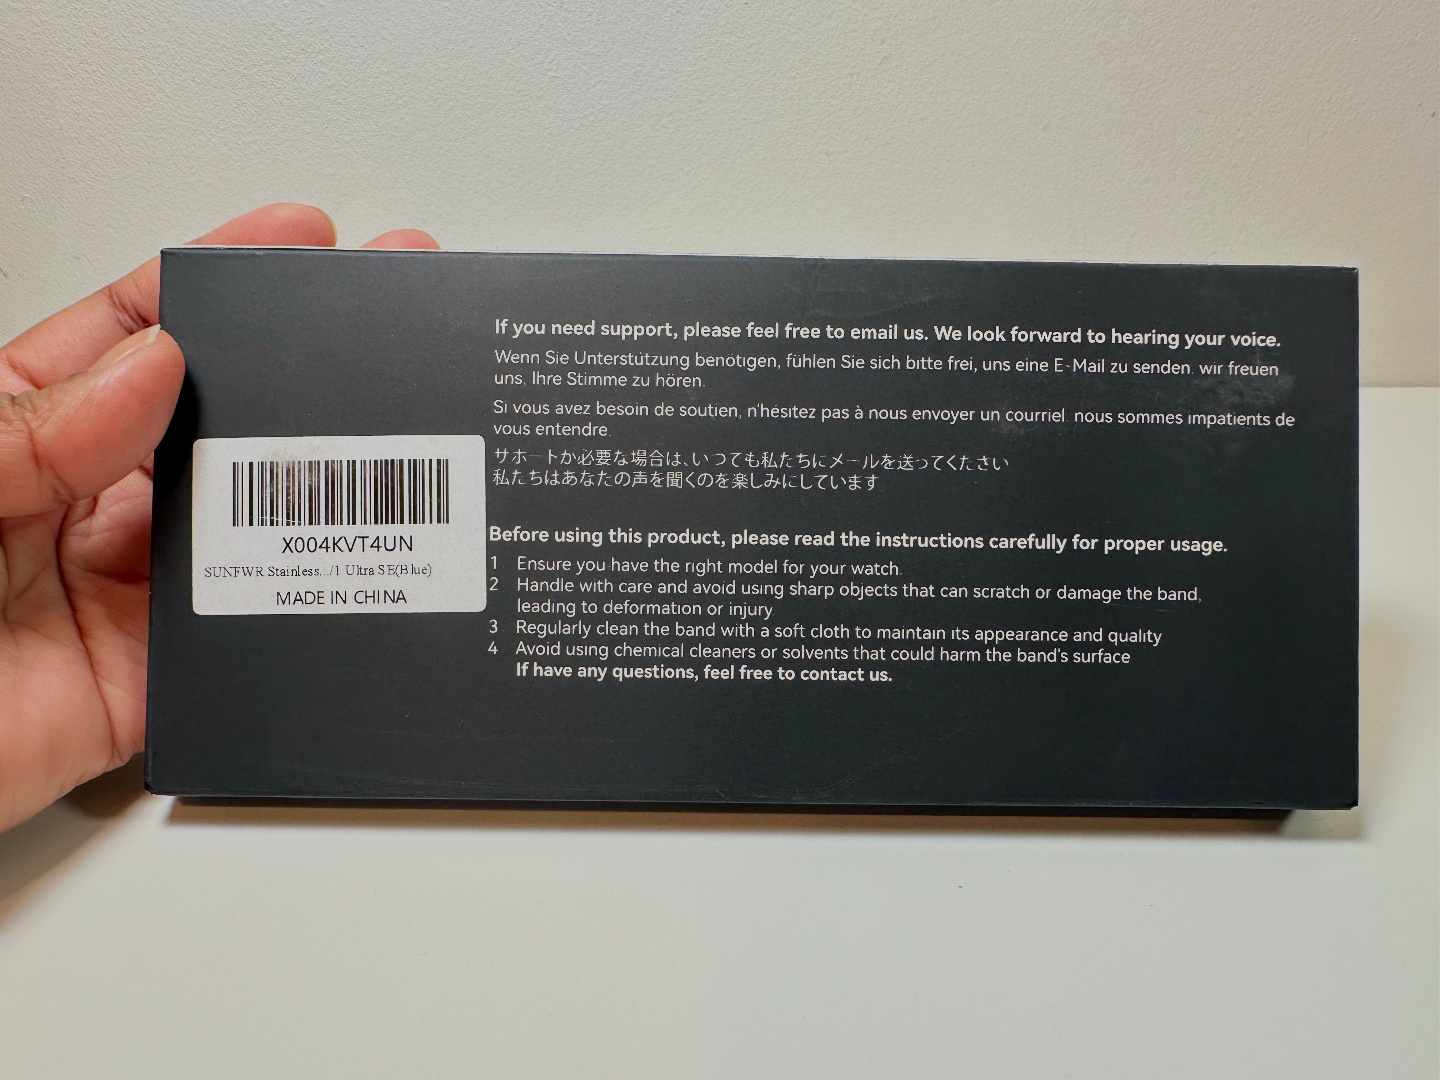 If you need support, please feel free to email us. We look forward to hearing your voice.
Wenn Sie Unterstützung benötigen, fühlen Sie sich bitte frei, uns eine E-Mail zu senden. wir freuen
uns, Ihre Stimme zu hören.
Si vous avez besoin de soutien, n'hésitez pas à nous envoyer un courriel. nous sommes impatients de
vous entendre.
サポートが必要な場合は、いつでも私たちにメールを送ってください
私たちはあなたの声を聞くのを楽しみにしています
X004KVT4UN
SUNFWR Stainless.../1 Ultra SE(Blue)
MADE IN CHINA
Before using this product, please read the instructions carefully for proper usage.
1 Ensure you have the right model for your watch.
2 Handle with care and avoid using sharp objects that can scratch or damage the band,
leading to deformation or injury
3 Regularly clean the band with a soft cloth to maintain its appearance and quality
4 Avoid using chemical cleaners or solvents that could harm the band's surface
If have any questions, feel free to contact us.